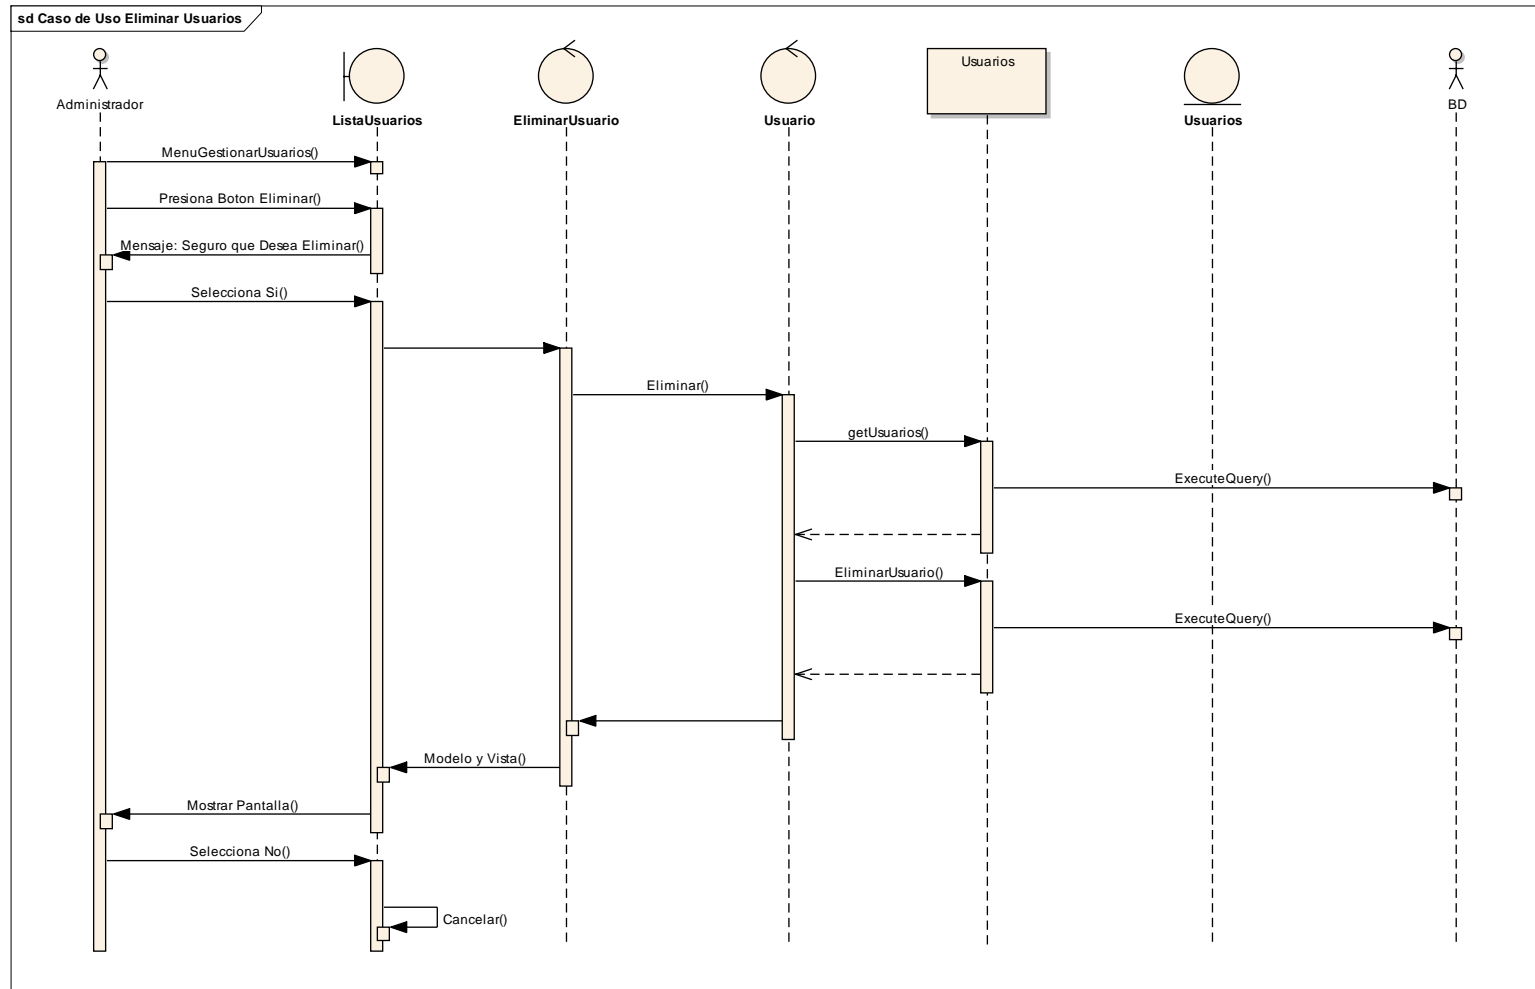 sd Caso de Uso Eliminar Usuarios
Administrador
ListaUsuarios
EliminarUsuario
Usuario
Usuarios
Usuarios
BD
MenuGestionarUsuarios()
Presiona Boton Eliminar()
Mensaje: Seguro que Desea Eliminar()
Selecciona Si()
Eliminar()
getUsuarios()
ExecuteQuery()
EliminarUsuario()
ExecuteQuery()
Modelo y Vista()
Mostrar Pantalla()
Selecciona No()
Cancelar()